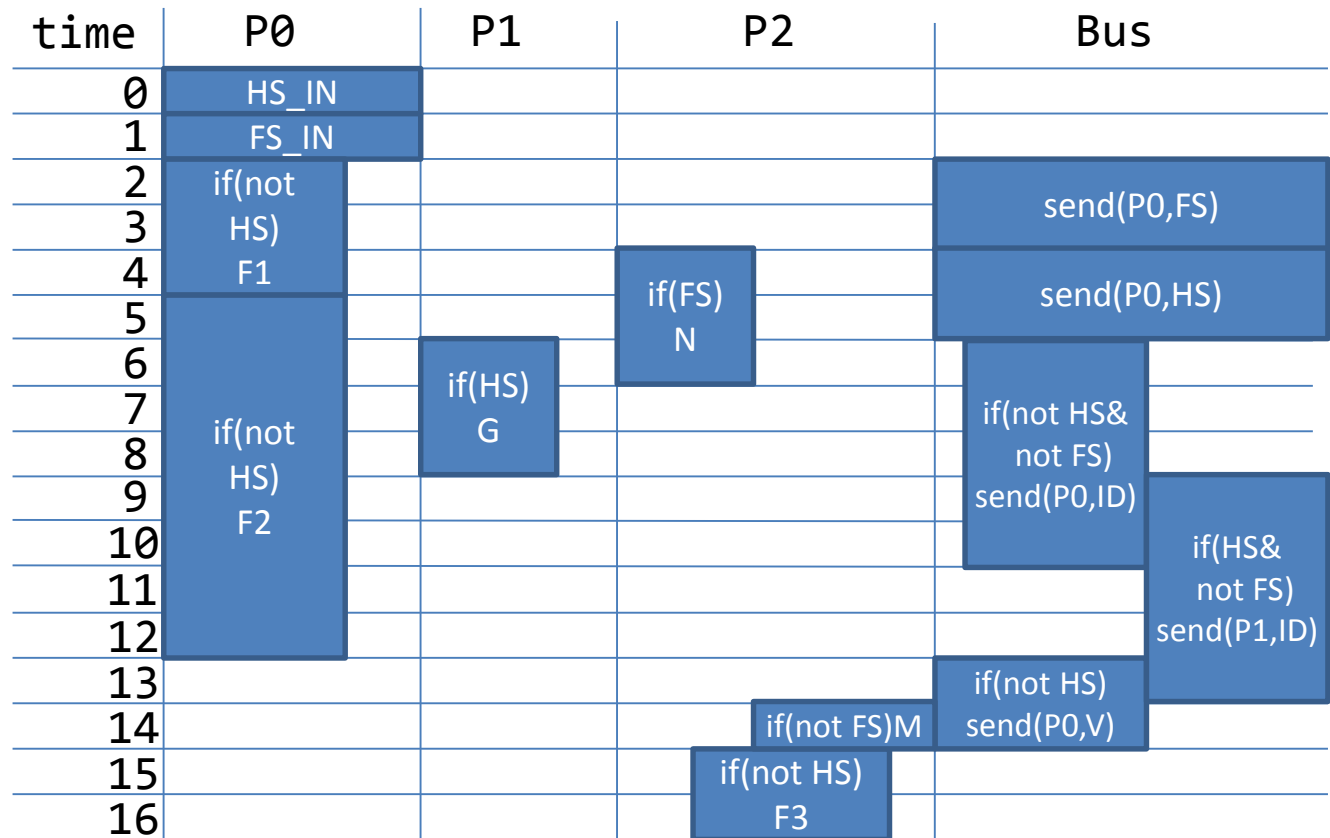 time P0 P1 P2 Bus
0 HS_IN
1 FS_IN
2
3
4
5
6
7
8
9
10
11
12
13
14
15
16
if(not
HS)
F1
if(not
HS)
F2
if(HS)
G
if(FS)
N
if(not FS)M
if(not HS)
F3
send(P0,FS)
send(P0,HS)
if(not HS&
not FS)
send(P0,ID)
if(HS&
not FS)
send(P1,ID)
if(not HS)
send(P0,V)